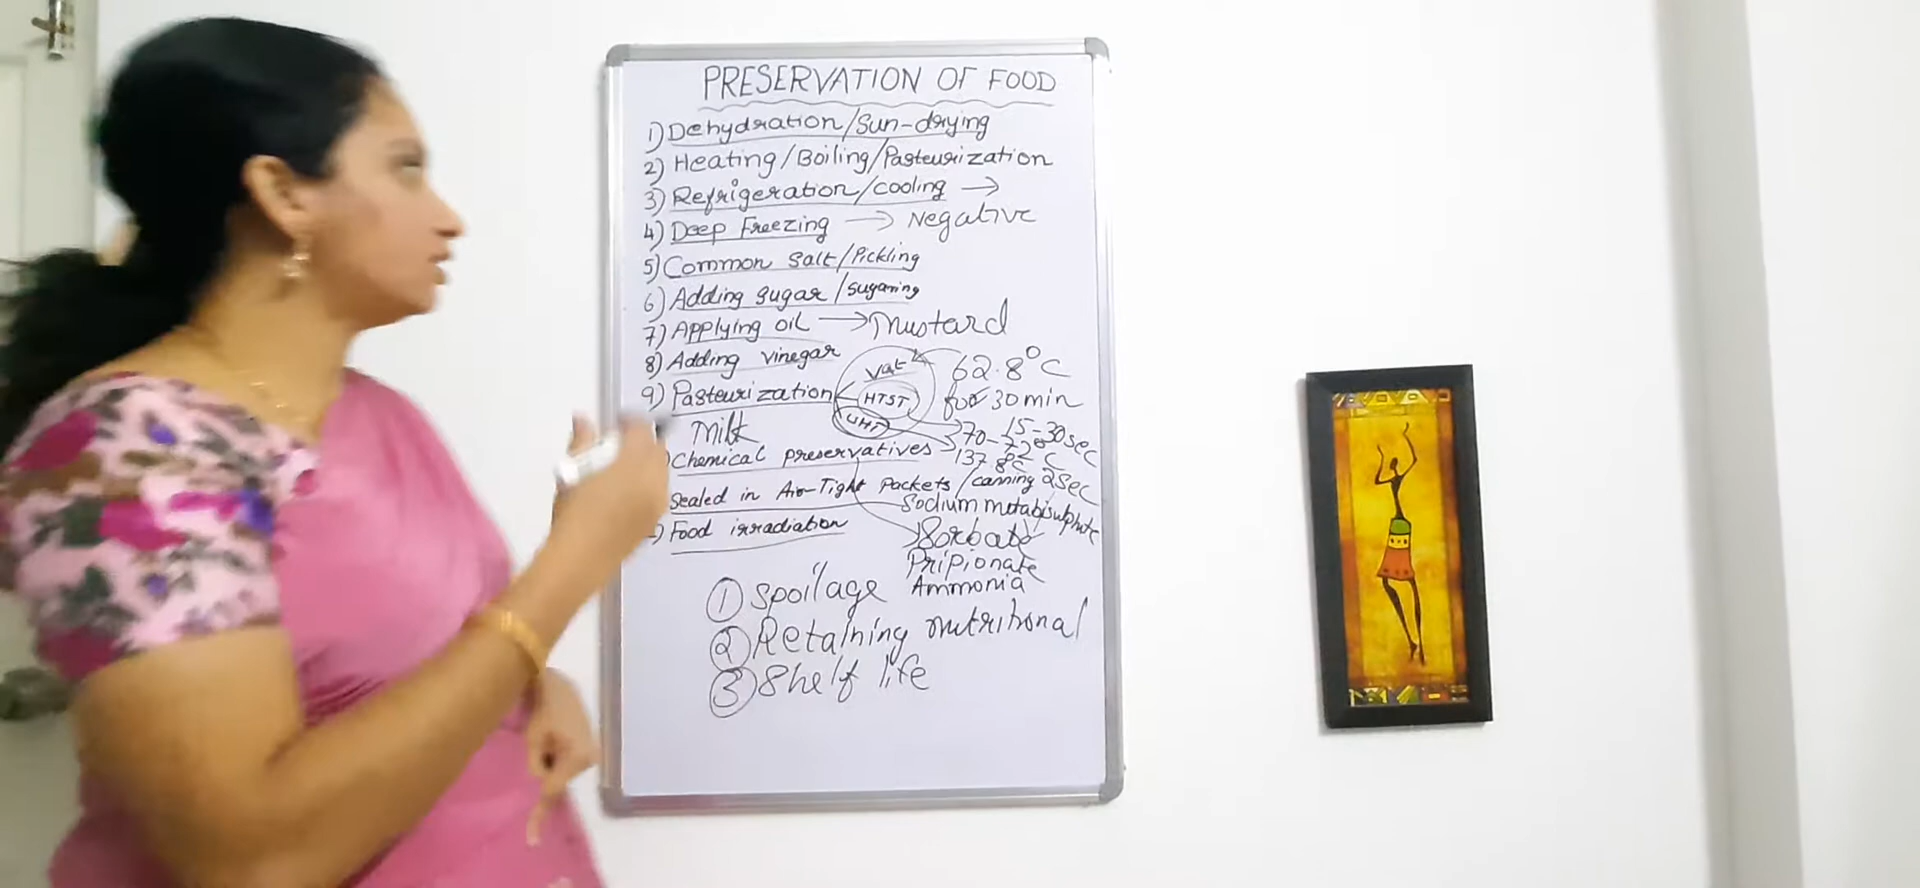 PRESERVATION OF FOOD
1) Dehydration/Sun-drying
2) Heating/Boiling/Pasteurization
3) Refrigeration/cooling →
4) Deep Freezing → Negative
5) Common Salt/Pickling
6) Adding sugar/sugaring
7) Applying oil → Mustard
8) Adding vinegar
9) Pasteurization
Vat
HTST
UHT
62.8°C
for 30 min
15-30sec
70-72°C
137.8°C
2sec
Milk
) Chemical preservatives
Sealed in Air-Tight Packets/canning
Sodium metabisulphite
) Food irradiation
Sorbate
Pripionate
Ammonia
1 Spoilage
2 Retaining nutritional
3 Shelf life